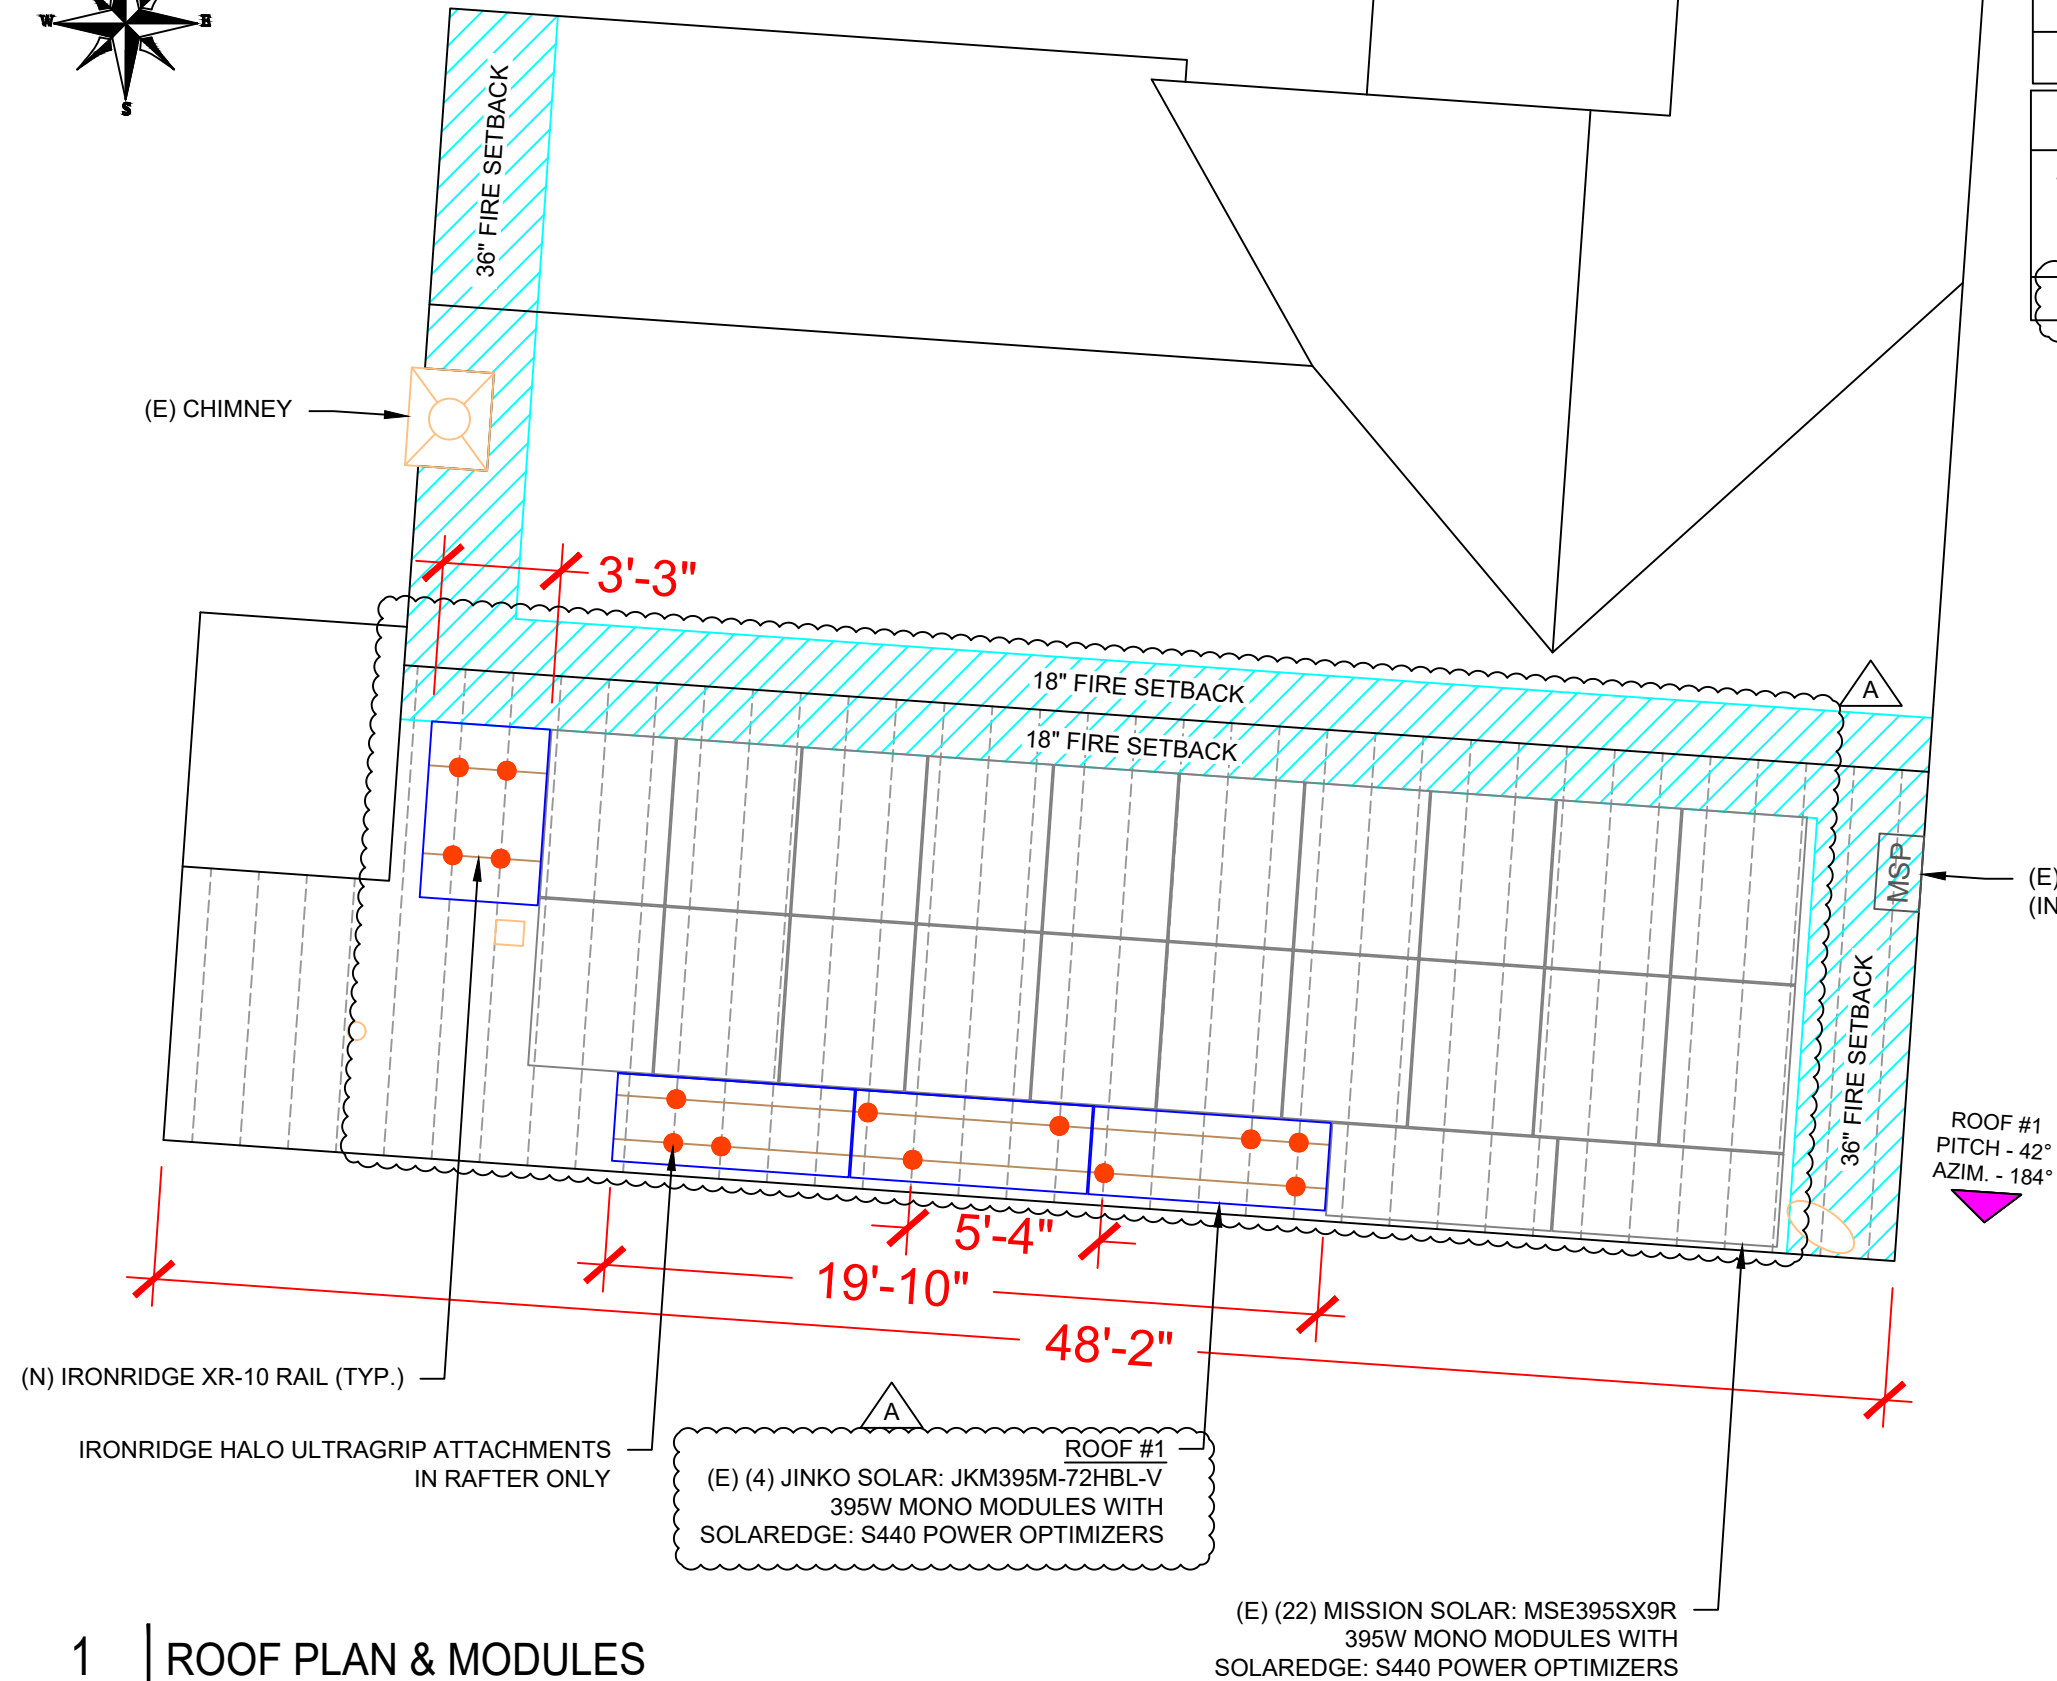 W
E
S
36" FIRE SETBACK
(E) CHIMNEY
3'-3"
18" FIRE SETBACK
A
18" FIRE SETBACK
MSP
(E)
(IN
36" FIRE SETBACK
ROOF #1
PITCH - 42°
AZIM. - 184°
5'-4"
19'-10"
48'-2"
(N) IRONRIDGE XR-10 RAIL (TYP.)
IRONRIDGE HALO ULTRAGRIP ATTACHMENTS
IN RAFTER ONLY
A
ROOF #1
(E) (4) JINKO SOLAR: JKM395M-72HBL-V
395W MONO MODULES WITH
SOLAREDGE: S440 POWER OPTIMIZERS
(E) (22) MISSION SOLAR: MSE395SX9R
395W MONO MODULES WITH
SOLAREDGE: S440 POWER OPTIMIZERS
1 ROOF PLAN & MODULES